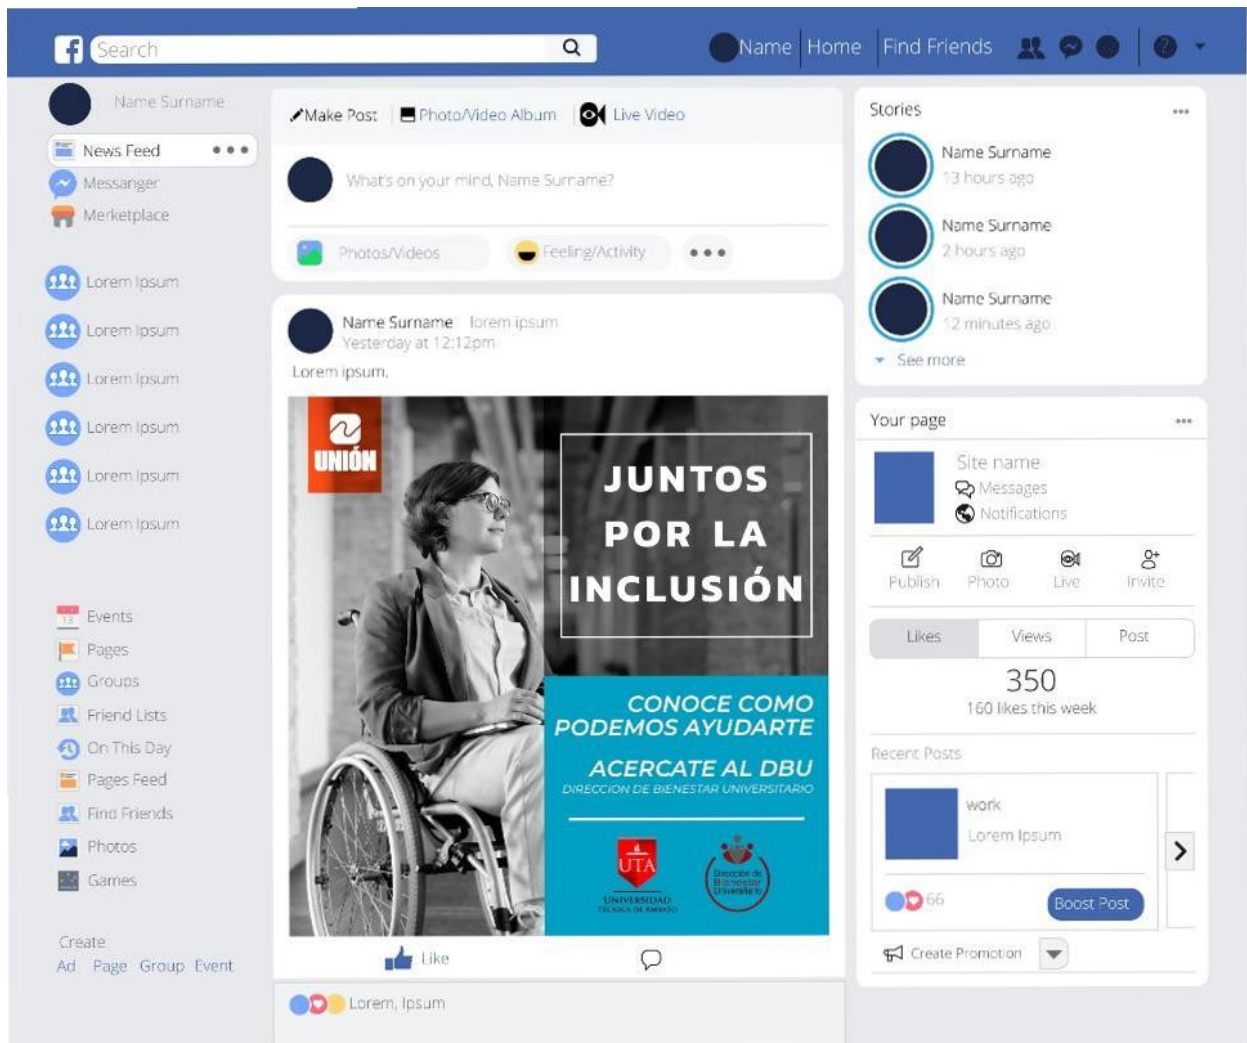 Search
Name
Home
Find Friends
Name Surname
News Feed
Messanger
Merketplace
Lorem Ipsum
Lorem Ipsum
Lorem Ipsum
Lorem Ipsum
Lorem Ipsum
Lorem Ipsum
13
Events
Pages
Groups
Friend Lists
On This Day
Pages Feed
Find Friends
Photos
Games
Create
Ad Page Group Event
Make Post
Photo/Video Album
Live Video
What's on your mind, Name Surname?
Photos/Videos
Feeling/Activity
Name Surname lorem ipsum
Yesterday at 12:12pm
Lorem ipsum.
UNIÓN
JUNTOS
POR LA
INCLUSIÓN
CONOCE COMO
PODEMOS AYUDARTE
ACERCATE AL DBU
DIRECCION DE BIENESTAR UNIVERSITARIO
UTA
UNIVERSIDAD
TÉCNICA DE AMBATO
Dirección de
Bienestar
Universitario
Like
Lorem, Ipsum
Stories
Name Surname
13 hours ago
Name Surname
2 hours ago
Name Surname
12 minutes ago
See more
Your page
Site name
Messages
Notifications
Publish
Photo
Live
Invite
Likes
Views
Post
350
160 likes this week
Recent Posts
work
Lorem Ipsum
66
Boost Post
Create Promotion